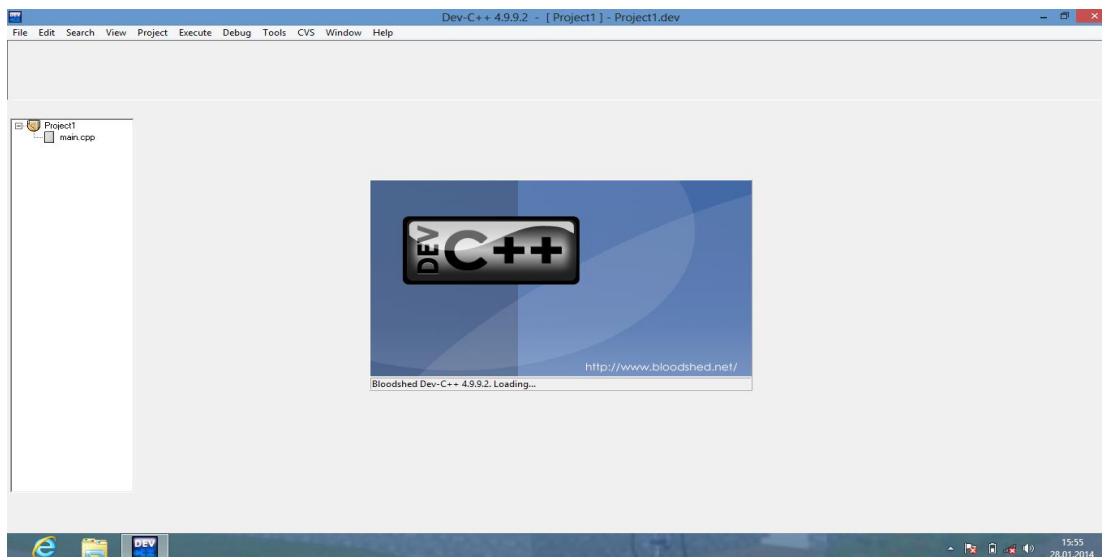 Dev-C++ 4.9.9.2 - [ Project1 ] - Project1.dev
File Edit Search View Project Execute Debug Tools CVS Window Help
Project1
main.cpp
DEV C++
http://www.bloodshed.net/
Bloodshed Dev-C++ 4.9.9.2. Loading...
DEV
15:55
28.01.2014